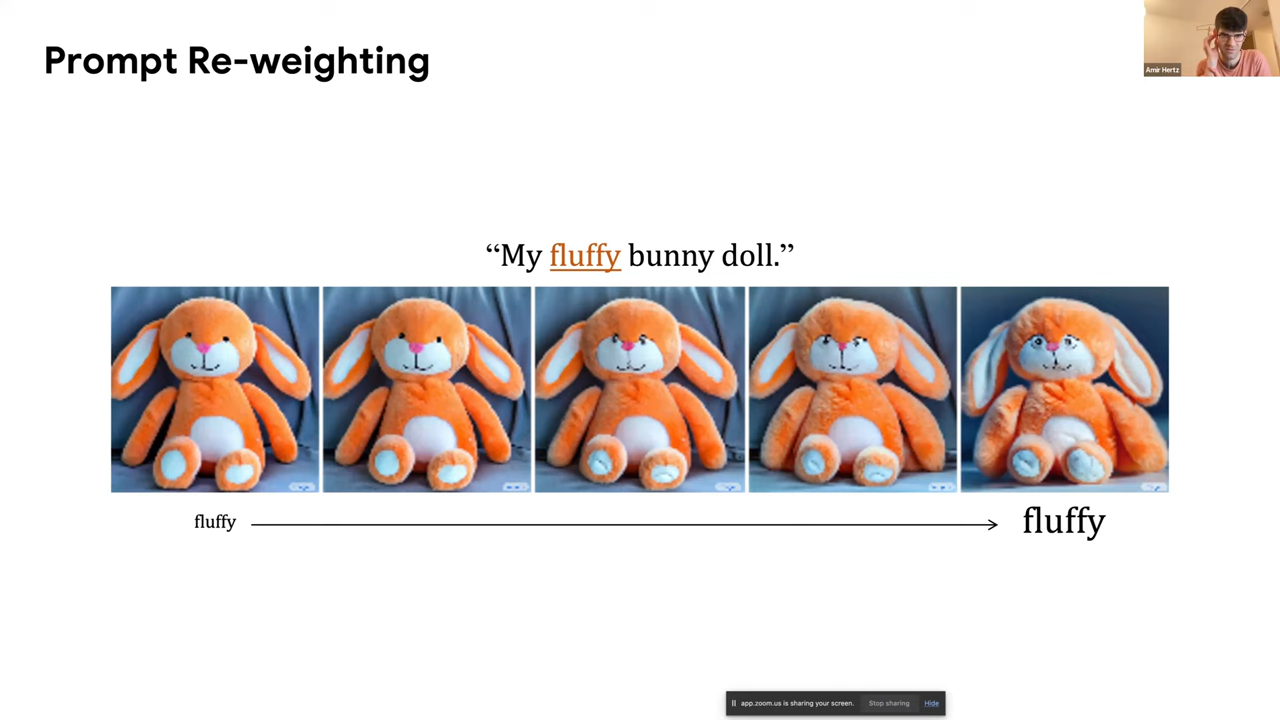 Prompt Re-weighting
Amir Hertz
“My fluffy bunny doll.”
fluffy
fluffy
app.zoom.us is sharing your screen.
Stop sharing
Hide